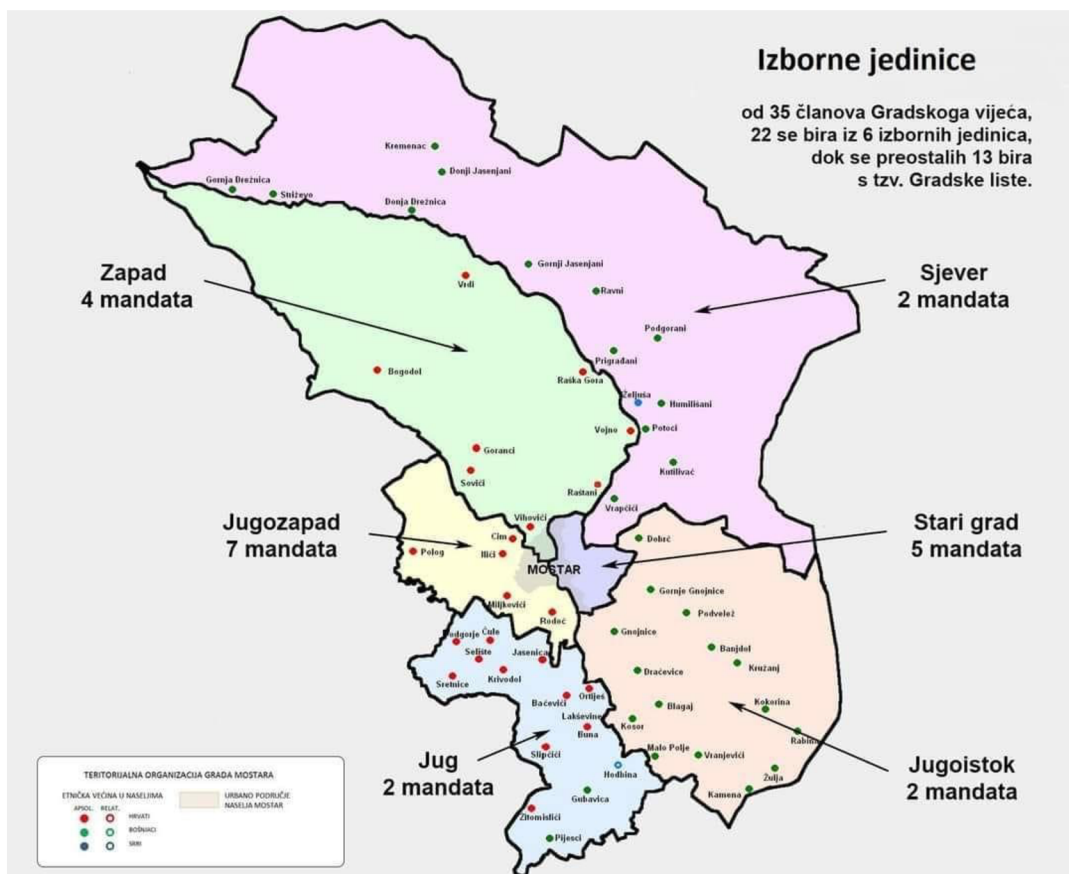 Izborne jedinice
od 35 članova Gradskoga vijeća,
22 se bira iz 6 izbornih jedinica,
dok se preostalih 13 bira
s tzv. Gradske liste.
Kremenac
Donji Jasenjani
Gornja Drežnica
Striževo
Donja Drežnica
Zapad
4 mandata
Gornji Jasenjani
Sjever
2 mandata
Vrdi
Ravni
Podgorani
Prigrađani
Bogodol
Raška Gora
Željuša
Humilišani
Vojno
Potoci
Goranci
Kutilivač
Sovići
Raštani
Vrapčići
Jugozapad
7 mandata
Vihovići
Stari grad
5 mandata
Cim
Dobrč
Polog
Ilići
MOSTAR
Gornje Gnojnice
Miljkovići
Podvelež
Rodoč
Gnojnice
Podgorje
Čule
Banjdol
Selište
Jasenica
Kružanj
Sretnice
Krivodol
Dračevice
Bačevići
Ortiješ
Blagaj
Kokorina
Lakševine
Kosor
Buna
Rabina
Slipčići
Malo Polje
Vranjevići
Jug
2 mandata
Hodbina
Žulja
Jugoistok
2 mandata
Gubavica
Kamena
Žitomislići
Pijesci
TERITORIJALNA ORGANIZACIJA GRADA MOSTARA
ETNIČKA VEĆINA U NASELJIMA
URBANO PODRUČJE
NASELJA MOSTAR
APSOL.
RELAT.
HRVATI
BOŠNJACI
SRBI